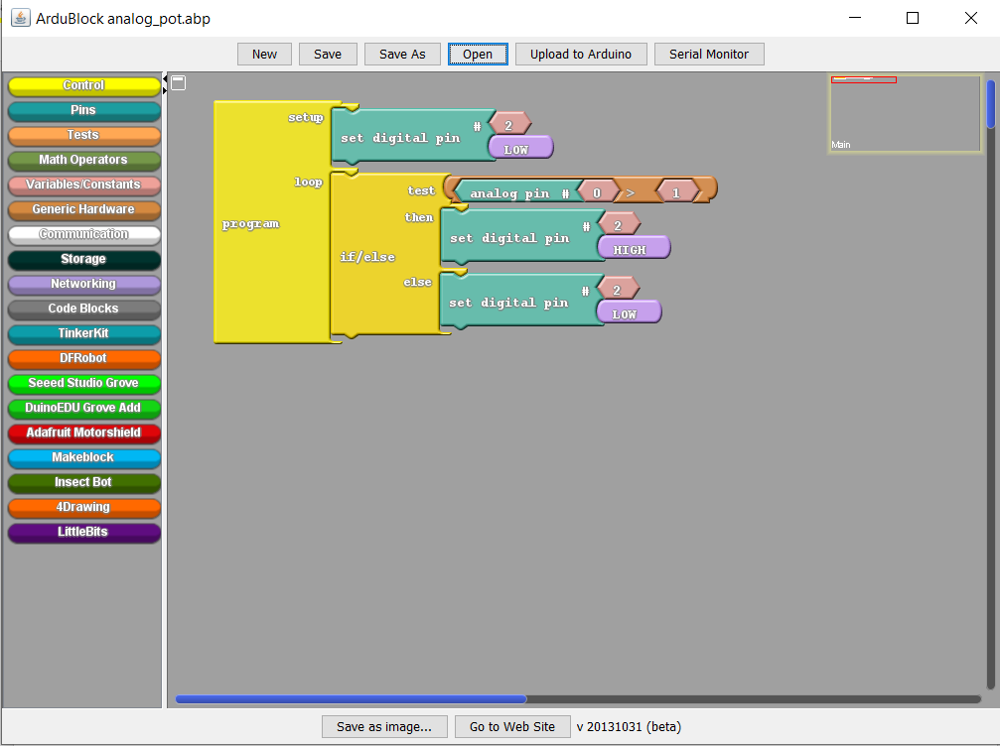 ArduBlock analog_pot.abp
New Save Save As Open Upload to Arduino Serial Monitor
Control
Pins
Tests
Math Operators
Variables/Constants
Generic Hardware
Communication
Storage
Networking
Code Blocks
TinkerKit
DFRobot
Seeed Studio Grove
DuinoEDU Grove Add
Adafruit Motorshield
Makeblock
Insect Bot
4Drawing
LittleBits
program
setup
set digital pin # 2
LOW
loop
if/else
test analog pin # 0 > 1
then
set digital pin # 2
HIGH
else
set digital pin # 2
LOW
Main
Save as image... Go to Web Site v 20131031 (beta)